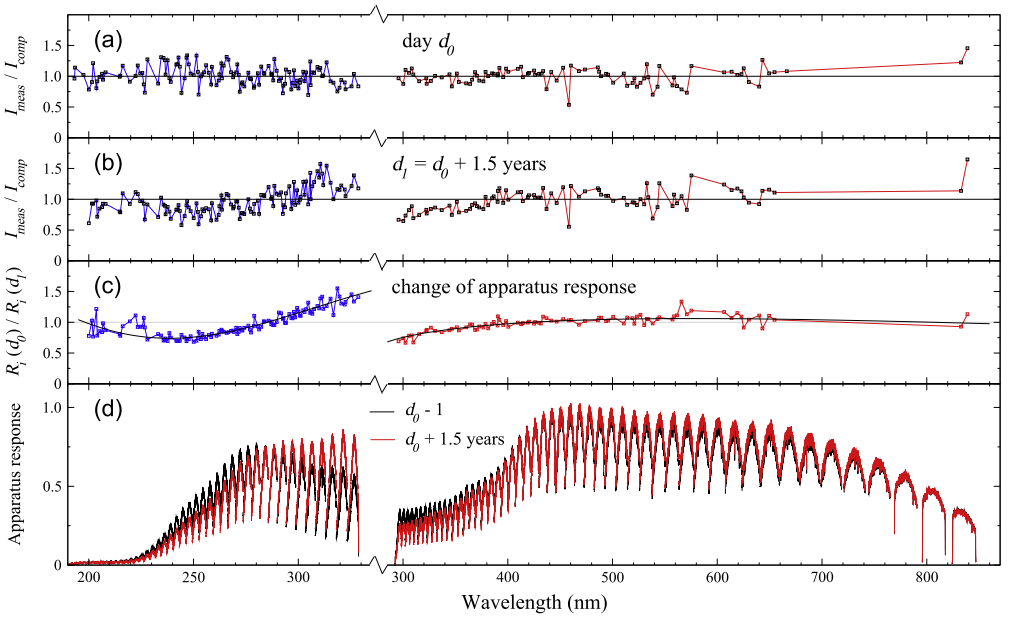 (a) day d0
1.5
1.0
0.5
0
Imeas / Icomp
(b) d1 = d0 + 1.5 years
1.5
1.0
0.5
0
Imeas / Icomp
(c) change of apparatus response
1.5
1.0
0.5
0
Ri (d0) / Ri (d1)
(d) d0 - 1
d0 + 1.5 years
1.0
0.5
0
Apparatus response
200 250 300 300 400 500 600 700 800
Wavelength (nm)